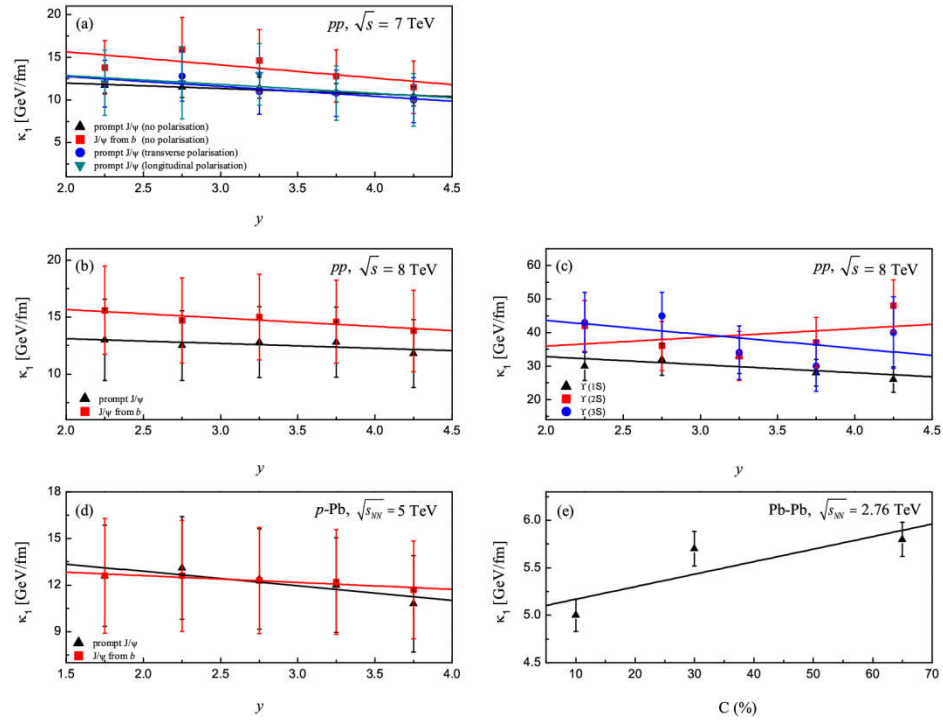 (a)
pp, √s = 7 TeV
25
20
15
10
5
κ₁ [GeV/fm]
prompt J/ψ (no polarisation)
J/ψ from b (no polarisation)
prompt J/ψ (transverse polarisation)
prompt J/ψ (longitudinal polarisation)
2.0 2.5 3.0 3.5 4.0 4.5
y
(b)
pp, √s = 8 TeV
20
15
10
κ₁ [GeV/fm]
prompt J/ψ
J/ψ from b
2.0 2.5 3.0 3.5 4.0 4.5
y
(c)
pp, √s = 8 TeV
60
50
40
30
20
κ₁ [GeV/fm]
Υ(1S)
Υ(2S)
Υ(3S)
2.0 2.5 3.0 3.5 4.0 4.5
y
(d)
p-Pb, √s_NN = 5 TeV
18
15
12
9
κ₁ [GeV/fm]
prompt J/ψ
J/ψ from b
1.5 2.0 2.5 3.0 3.5 4.0
y
(e)
Pb-Pb, √s_NN = 2.76 TeV
6.0
5.5
5.0
4.5
κ₁ [GeV/fm]
10 20 30 40 50 60 70
C (%)